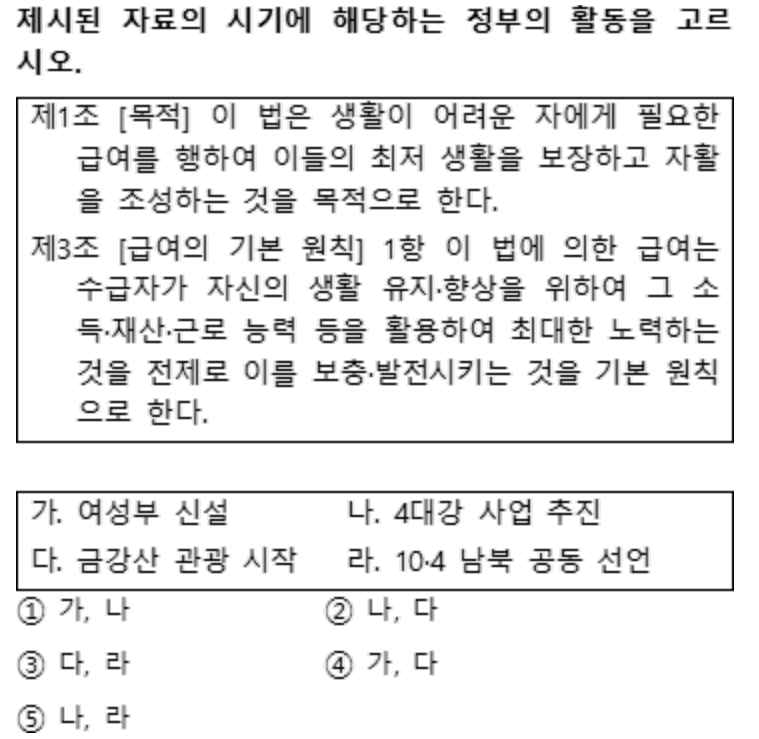 제시된 자료의 시기에 해당하는 정부의 활동을 고르
시오.
제1조 [목적] 이 법은 생활이 어려운 자에게 필요한
급여를 행하여 이들의 최저 생활을 보장하고 자활
을 조성하는 것을 목적으로 한다.
제3조 [급여의 기본 원칙] 1항 이 법에 의한 급여는
수급자가 자신의 생활 유지·향상을 위하여 그 소
득·재산·근로 능력 등을 활용하여 최대한 노력하는
것을 전제로 이를 보충·발전시키는 것을 기본 원칙
으로 한다.
가. 여성부 신설 나. 4대강 사업 추진
다. 금강산 관광 시작 라. 10·4 남북 공동 선언
① 가, 나 ② 나, 다
③ 다, 라 ④ 가, 다
⑤ 나, 라